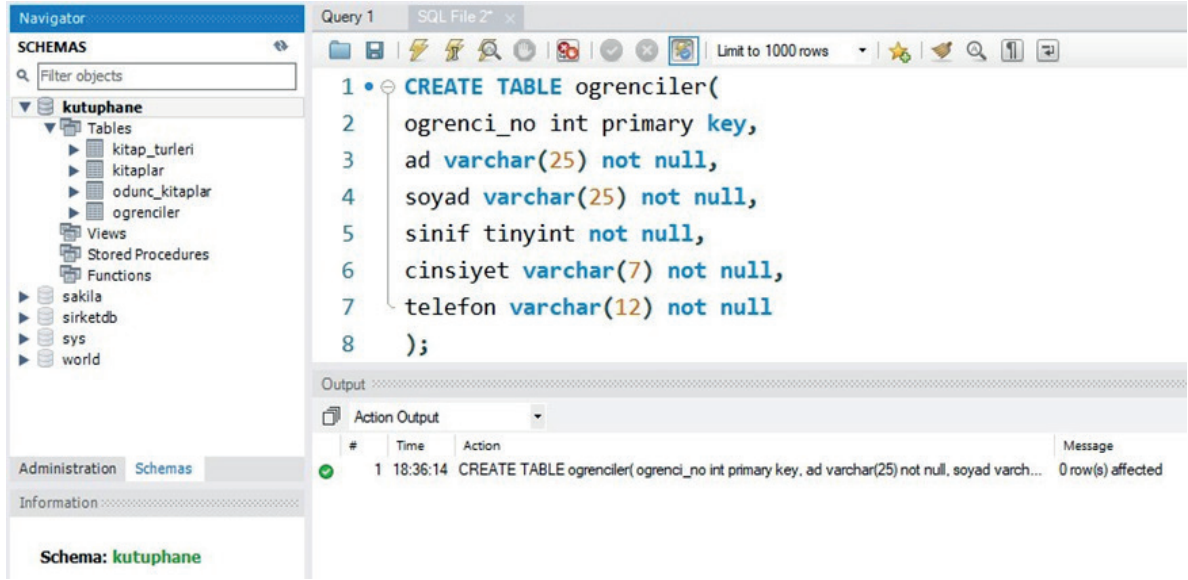 Navigator
SCHEMAS
Filter objects
kutuphane
Tables
kitap_turleri
kitaplar
odunc_kitaplar
ogrenciler
Views
Stored Procedures
Functions
sakila
sirketdb
sys
world
Administration Schemas
Information
Schema: kutuphane
Query 1 SQL File 2*
Limit to 1000 rows
1 CREATE TABLE ogrenciler(
2 ogrenci_no int primary key,
3 ad varchar(25) not null,
4 soyad varchar(25) not null,
5 sinif tinyint not null,
6 cinsiyet varchar(7) not null,
7 telefon varchar(12) not null
8 );
Output
Action Output
# Time Action Message
1 18:36:14 CREATE TABLE ogrenciler( ogrenci_no int primary key, ad varchar(25) not null, soyad varch... 0 row(s) affected